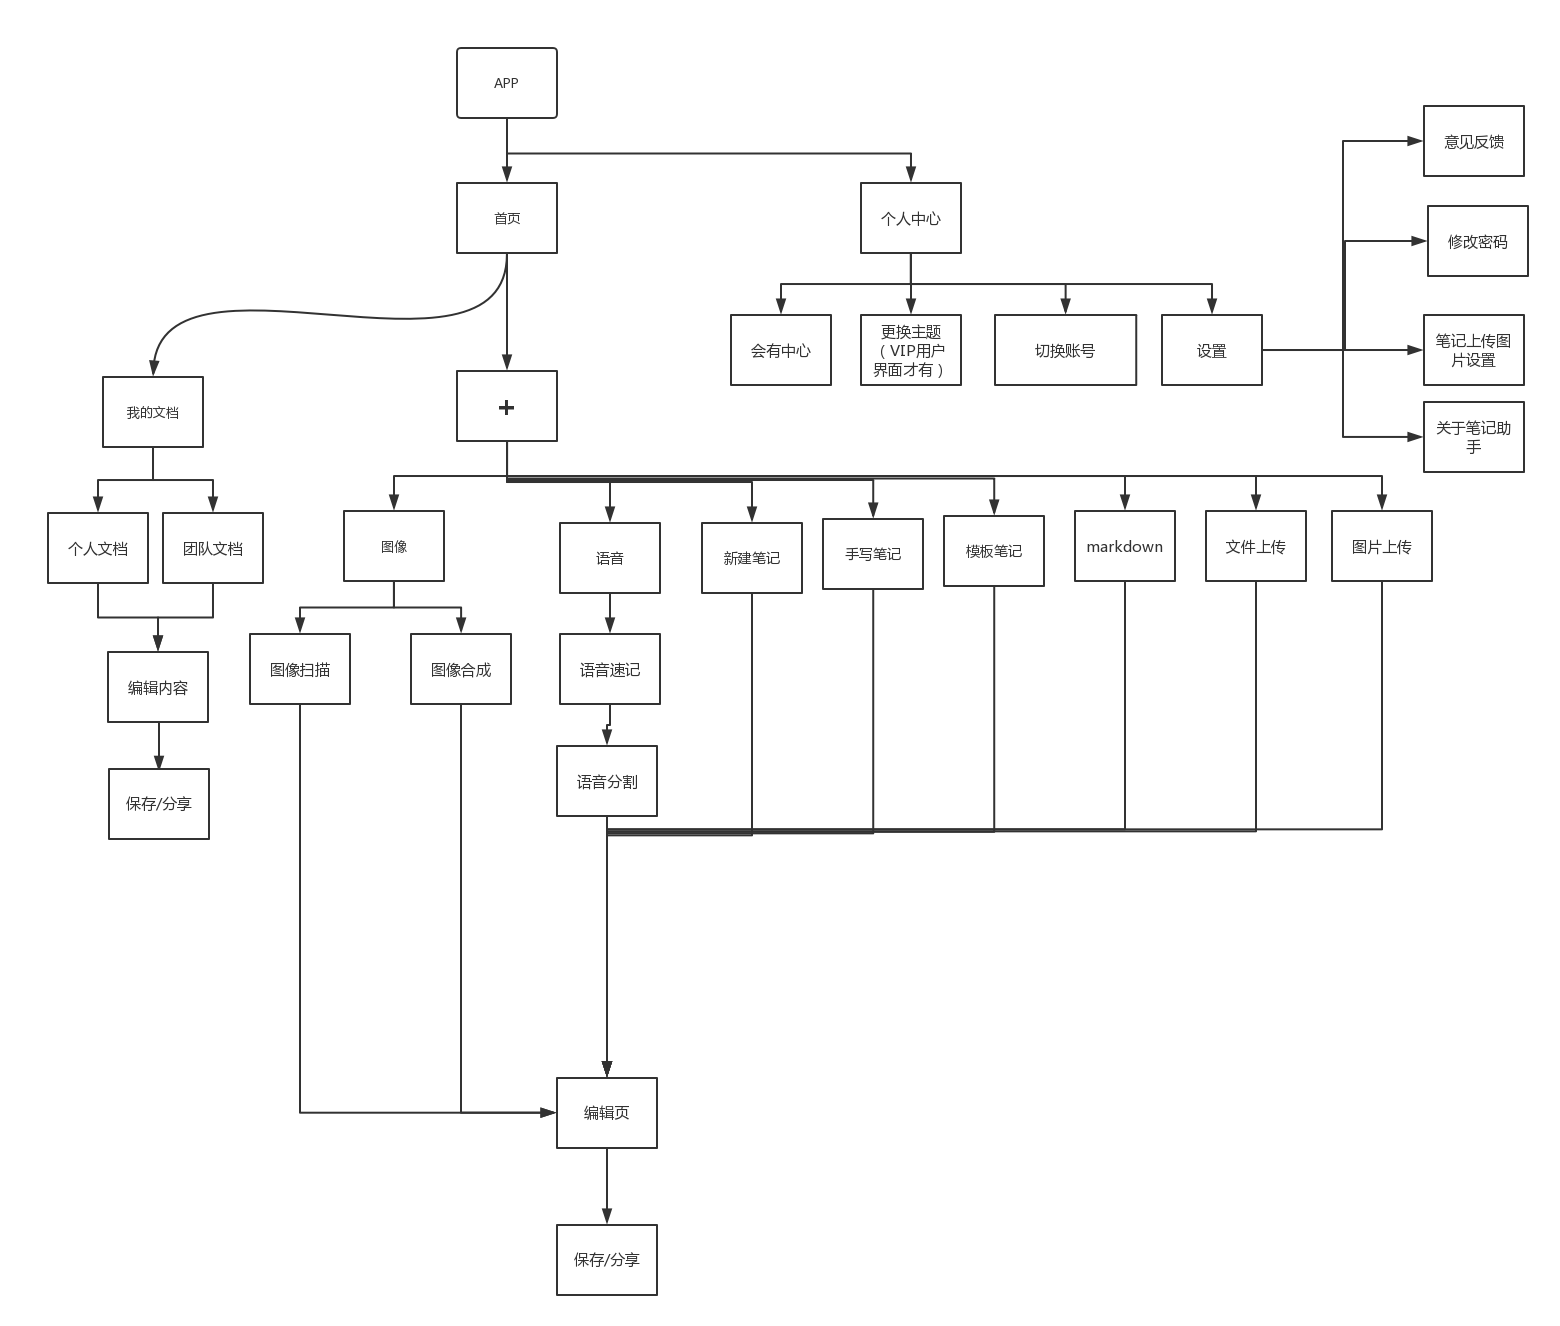 APP
首页
个人中心
意见反馈
修改密码
会有中心
更换主题
（VIP用户
界面才有）
切换账号
设置
笔记上传图
片设置
关于笔记助
手
我的文档
+
个人文档
团队文档
图像
语音
新建笔记
手写笔记
模板笔记
markdown
文件上传
图片上传
编辑内容
图像扫描
图像合成
语音速记
保存/分享
语音分割
编辑页
保存/分享